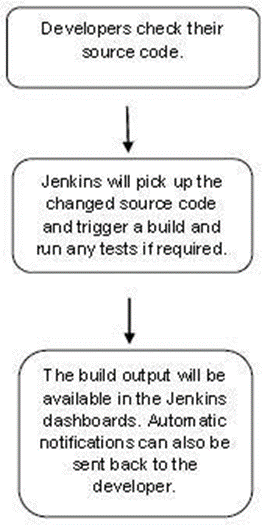 Developers check their
source code.
Jenkins will pick up the
changed source code
and trigger a build and
run any tests if required.
The build output will be
available in the Jenkins
dashboards. Automatic
notifications can also be
sent back to the
developer.